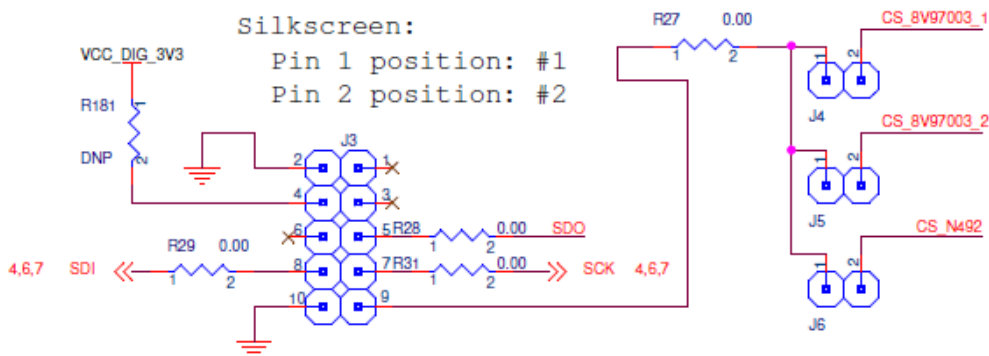 R27 0.00 CS_8V97003_1
Silkscreen:
VCC_DIG_3V3 Pin 1 position: #1
1 2 1 2
Pin 2 position: #2
R181 1
J4
DNP 2
J3 CS_8V97003_2
2 1
1 2
4 3
J5
6 5 R28 1 2 0.00 SDO
CS_N492
R29 0.00
4,6,7 SDI 1 2 8 7 R31 1 2 0.00 SCK 4,6,7
1 2
10 9
J6